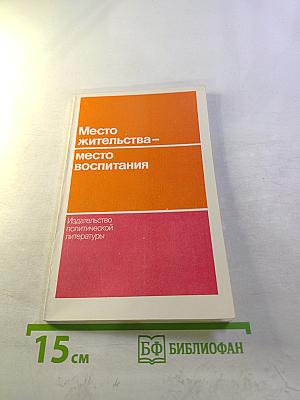 Место
жительства–
место
воспитания
Издательство
политической
литературы
15 см
БФ БИБЛИОФАН